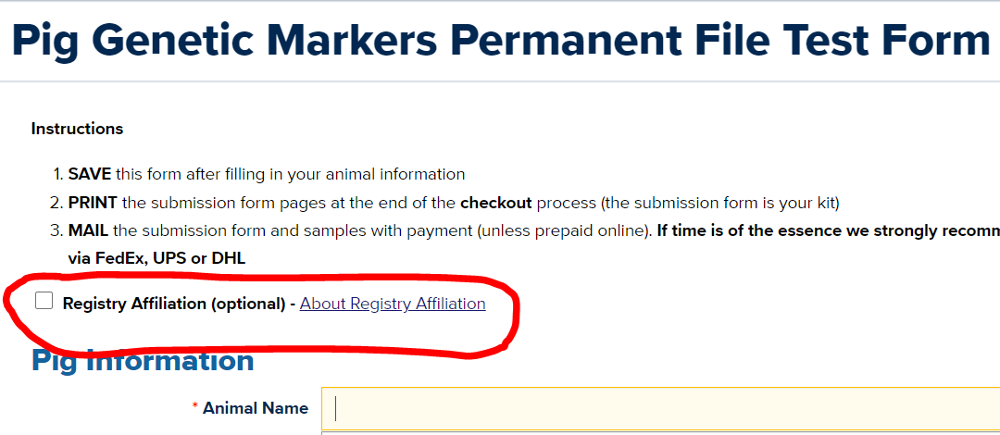 Pig Genetic Markers Permanent File Test Form
Instructions
1. SAVE this form after filling in your animal information
2. PRINT the submission form pages at the end of the checkout process (the submission form is your kit)
3. MAIL the submission form and samples with payment (unless prepaid online). If time is of the essence we strongly recomm
via FedEx, UPS or DHL
Registry Affiliation (optional) - About Registry Affiliation
Pig Information
* Animal Name